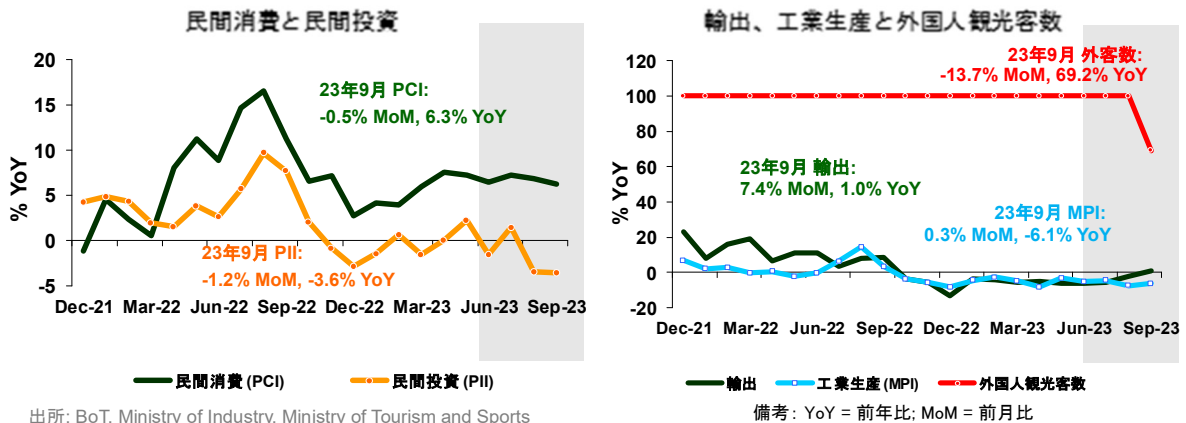 民間消費と民間投資
% YoY
20
15
10
5
0
-5
23年9月 PCI:
-0.5% MoM, 6.3% YoY
23年9月 PII:
-1.2% MoM, -3.6% YoY
Dec-21 Mar-22 Jun-22 Sep-22 Dec-22 Mar-23 Jun-23 Sep-23
民間消費 (PCI) 民間投資 (PII)
出所: BoT, Ministry of Industry, Ministry of Tourism and Sports
輸出、工業生産と外国人観光客数
% YoY
120
100
80
60
40
20
0
-20
23年9月 外客数:
-13.7% MoM, 69.2% YoY
23年9月 輸出:
7.4% MoM, 1.0% YoY
23年9月 MPI:
0.3% MoM, -6.1% YoY
Dec-21 Mar-22 Jun-22 Sep-22 Dec-22 Mar-23 Jun-23 Sep-23
輸出 工業生産 (MPI) 外国人観光客数
備考: YoY = 前年比; MoM = 前月比